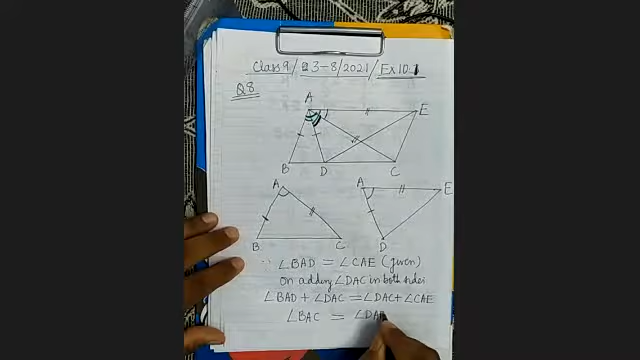 Class 9 / 23-8/2021 / Ex 10.1
Q8
A
E
B D C
A A E
B C D
∵ ∠BAD = ∠CAE (given)
on adding ∠DAC in both sides
∠BAD + ∠DAC = ∠DAC + ∠CAE
∠BAC = ∠DA